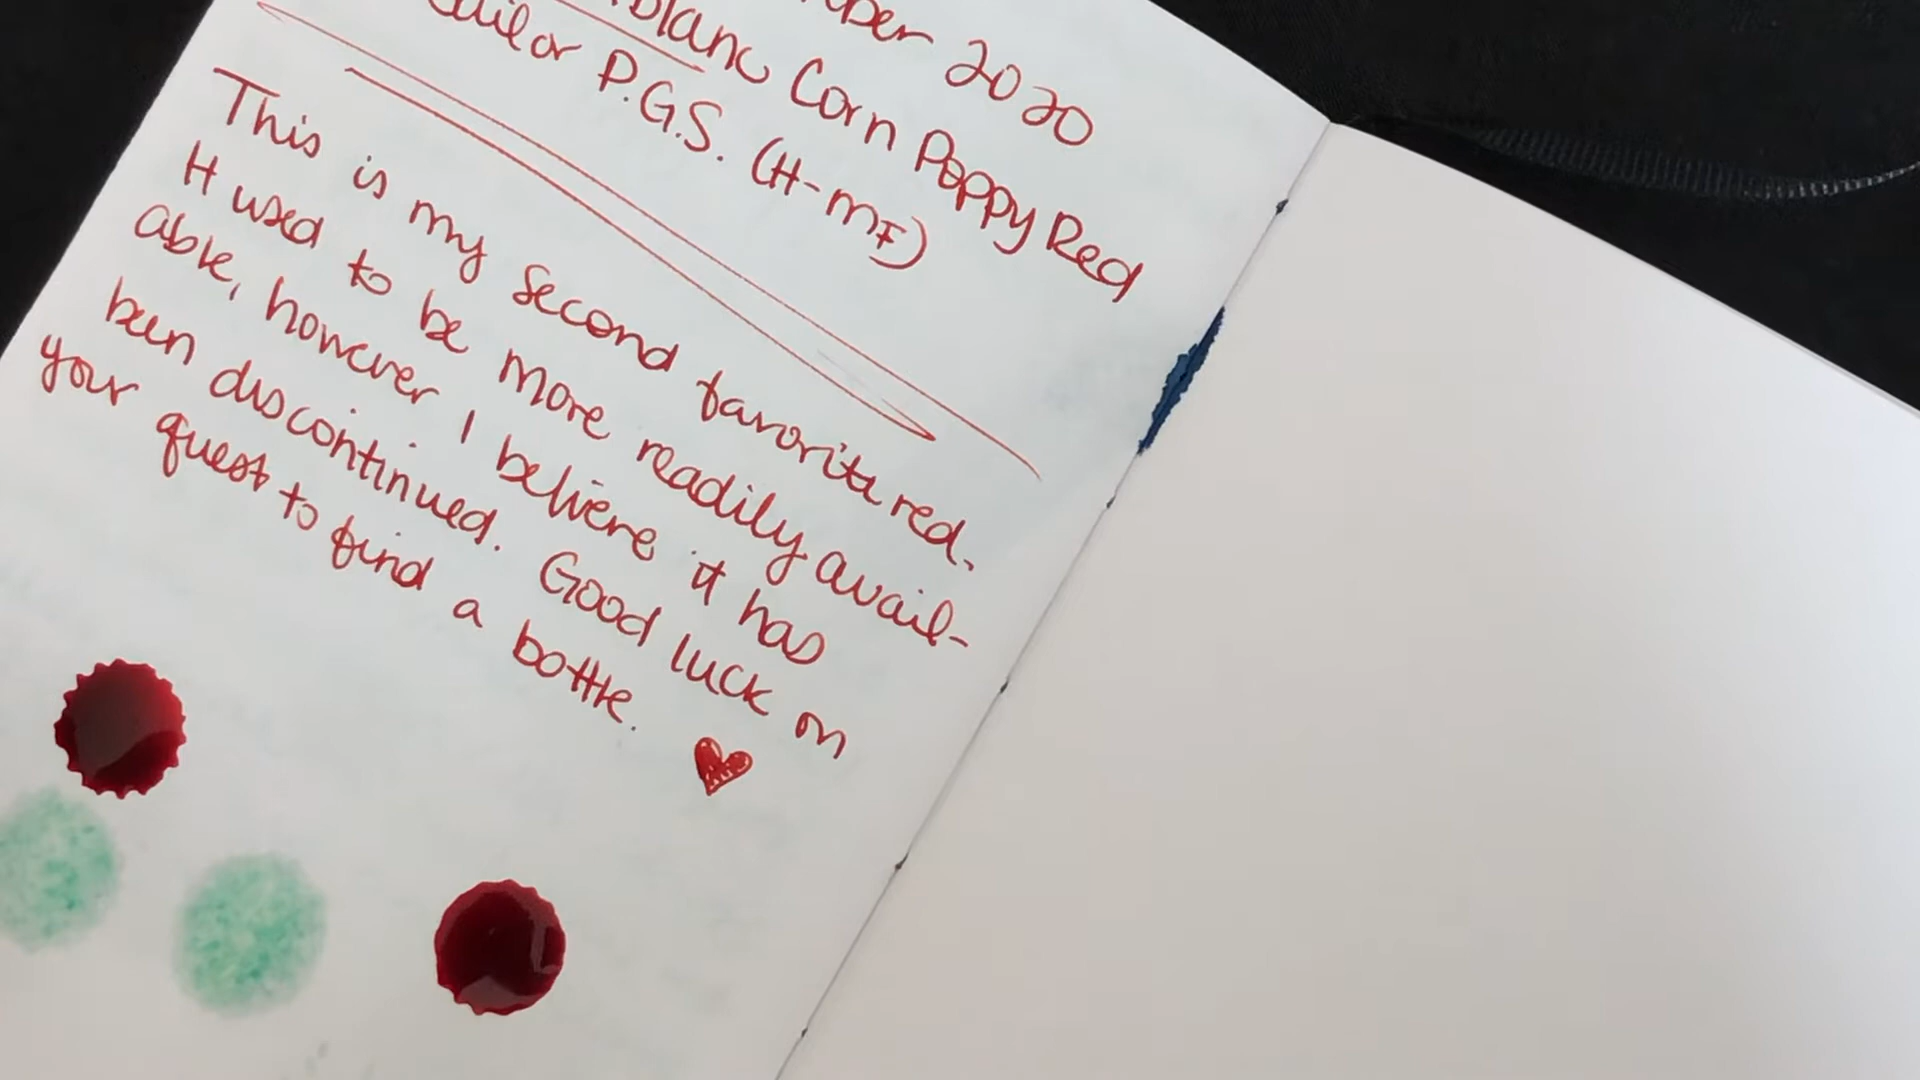 2020
Corn Poppy Red
P.G.S. (H-MF)
This is my second favorite red.
It used to be more readily avail-
able, however I believe it has
been discontinued. Good luck on
your quest to find a bottle.